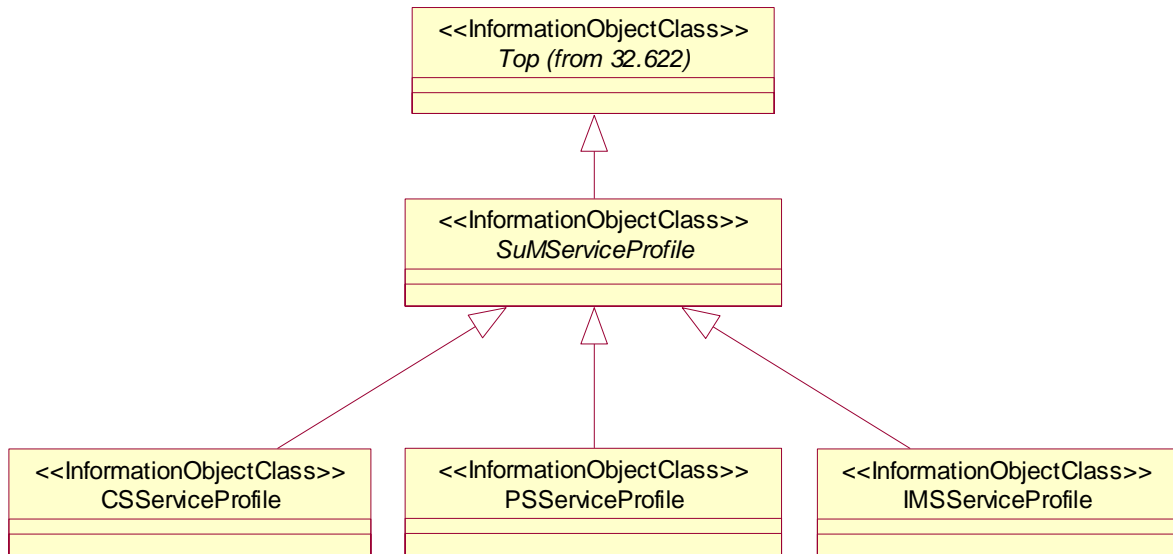 <<InformationObjectClass>>
Top (from 32.622)
<<InformationObjectClass>>
SuMServiceProfile
<<InformationObjectClass>>
CSServiceProfile
<<InformationObjectClass>>
PSServiceProfile
<<InformationObjectClass>>
IMSServiceProfile